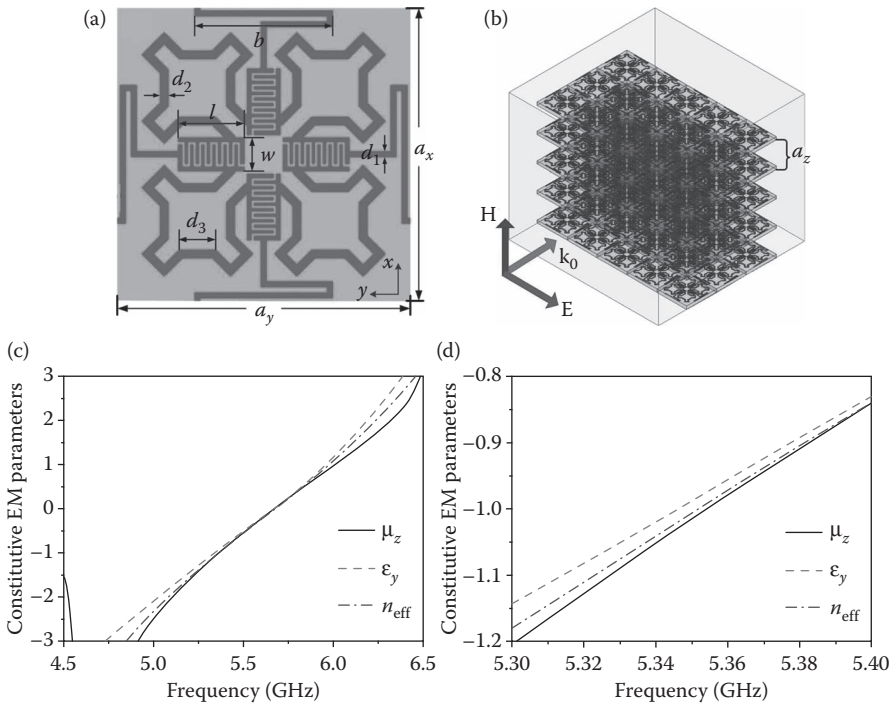 (a)
b
d2
l
w
d1
ax
d3
x
y
ay
(b)
az
H
k0
E
(c)
Constitutive EM parameters
3
2
1
0
−1
−2
−3
μz
εy
neff
4.5 5.0 5.5 6.0 6.5
Frequency (GHz)
(d)
Constitutive EM parameters
−0.8
−0.9
−1.0
−1.1
−1.2
μz
εy
neff
5.30 5.32 5.34 5.36 5.38 5.40
Frequency (GHz)